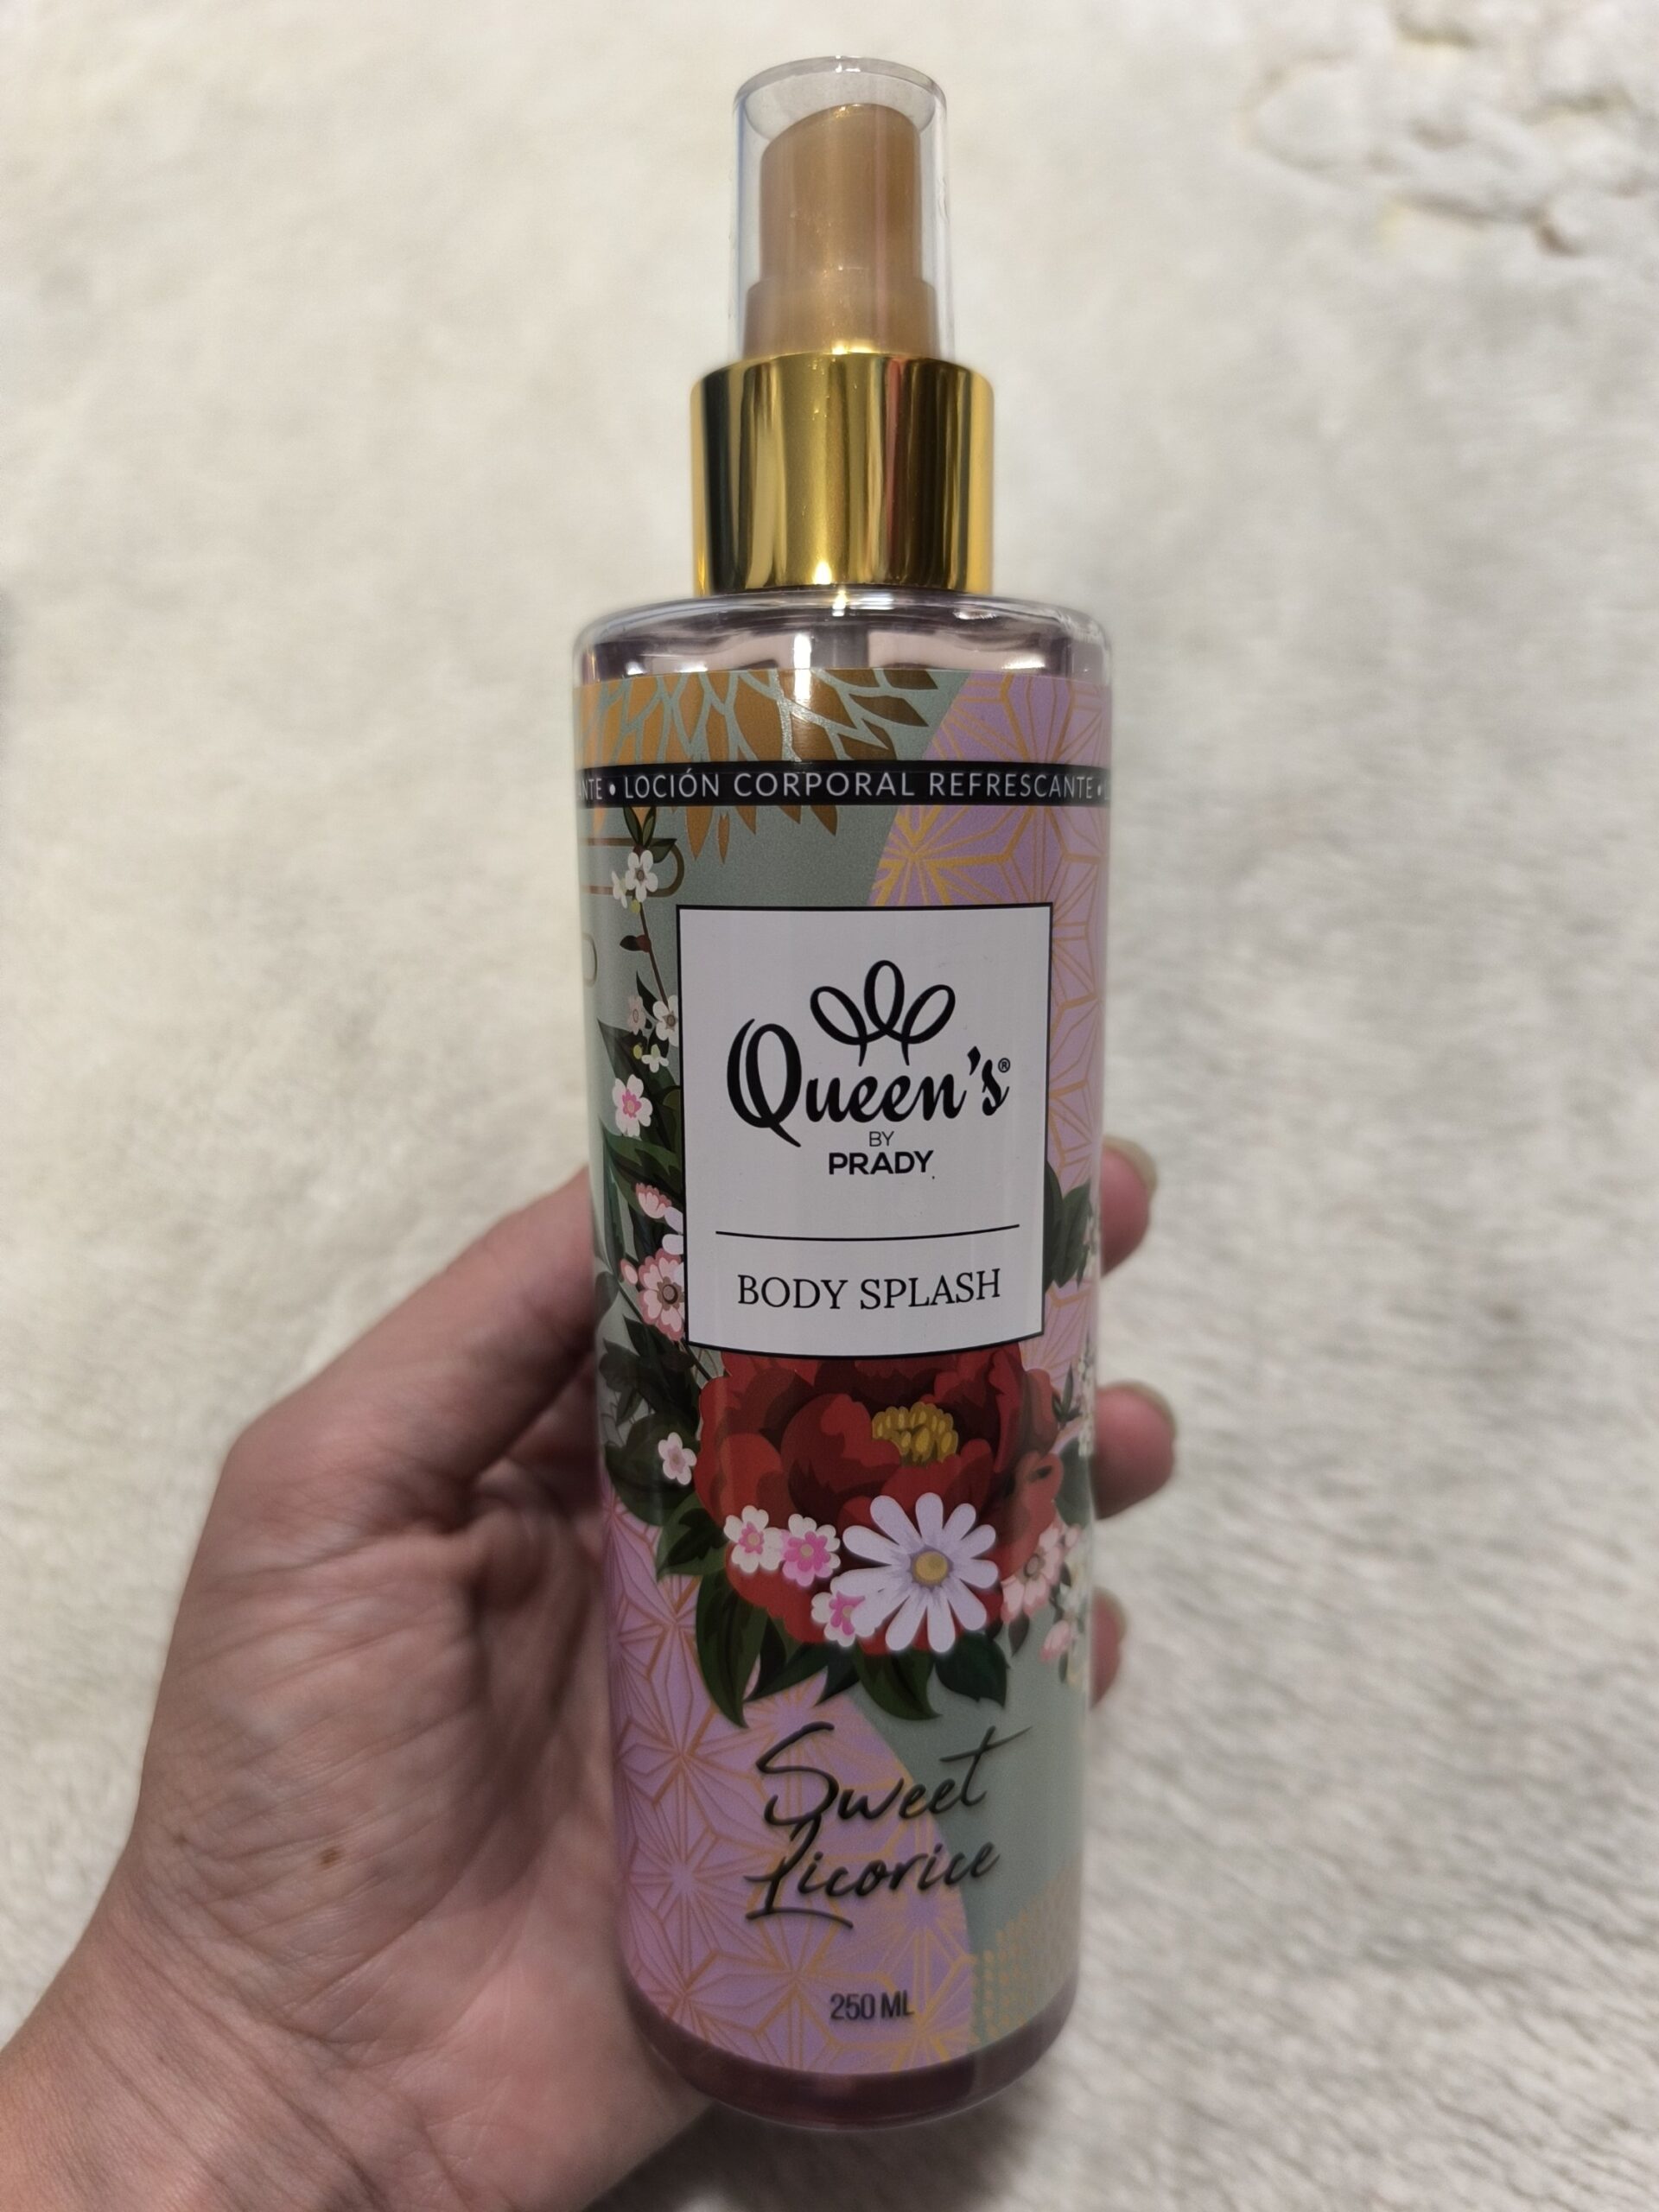 • LOCIÓN CORPORAL REFRESCANTE •
Queen's®
BY
PRADY
BODY SPLASH
Sweet
Licorice
250 ML